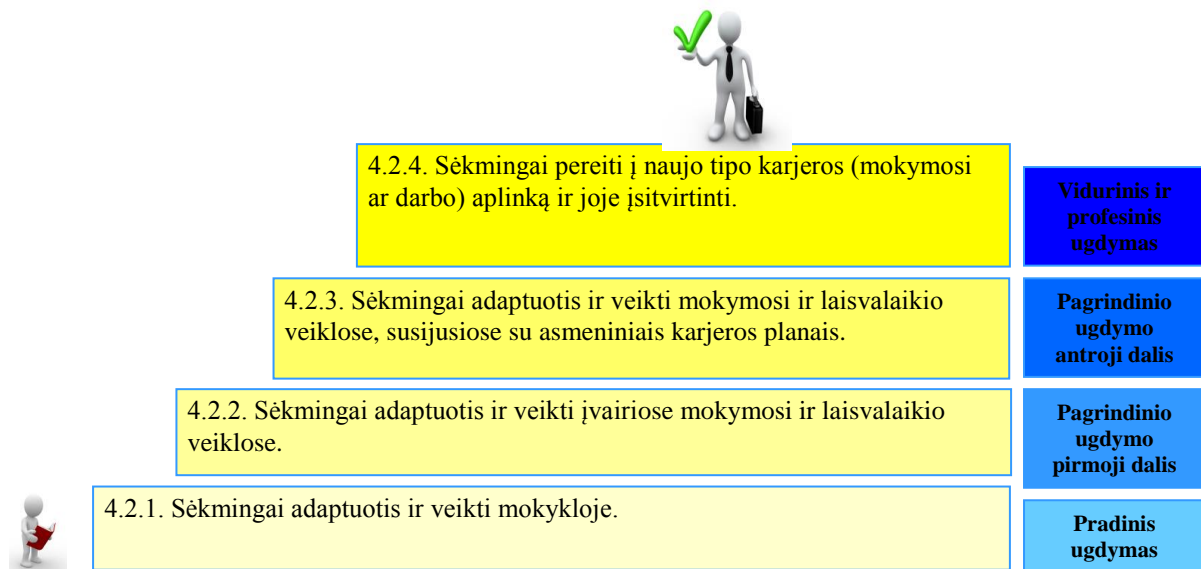 4.2.4. Sėkmingai pereiti į naujo tipo karjeros (mokymosi
ar darbo) aplinką ir joje įsitvirtinti.
Vidurinis ir
profesinis
ugdymas
4.2.3. Sėkmingai adaptuotis ir veikti mokymosi ir laisvalaikio
veiklose, susijusiose su asmeniniais karjeros planais.
Pagrindinio
ugdymo
antroji dalis
4.2.2. Sėkmingai adaptuotis ir veikti įvairiose mokymosi ir laisvalaikio
veiklose.
Pagrindinio
ugdymo
pirmoji dalis
4.2.1. Sėkmingai adaptuotis ir veikti mokykloje.
Pradinis
ugdymas